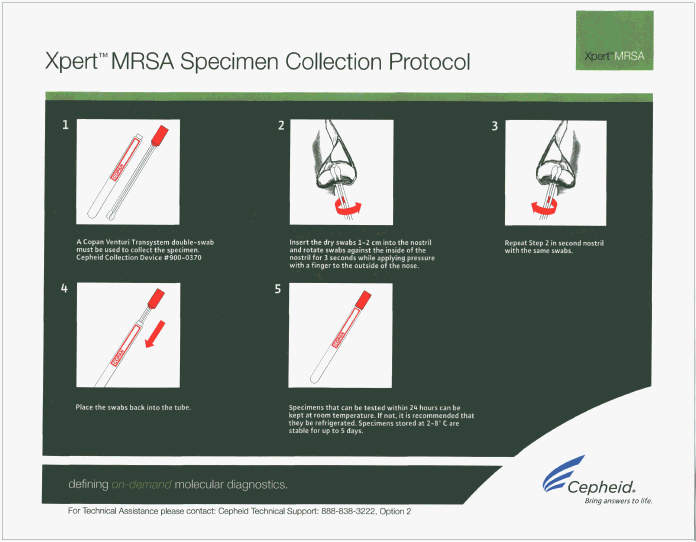 Xpert™ MRSA Specimen Collection Protocol
Xpert™MRSA
1
A Copan Venturi Transystem double-swab
must be used to collect the specimen.
Cepheid Collection Device #900-0370
2
Insert the dry swabs 1-2 cm into the nostril
and rotate swabs against the inside of the
nostril for 3 seconds while applying pressure
with a finger to the outside of the nose.
3
Repeat Step 2 in second nostril
with the same swabs.
4
Place the swabs back into the tube.
5
Specimens that can be tested within 24 hours can be
kept at room temperature. If not, it is recommended that
they be refrigerated. Specimens stored at 2-8° C are
stable for up to 5 days.
defining on-demand molecular diagnostics.
Cepheid®
Bring answers to life.
For Technical Assistance please contact: Cepheid Technical Support: 888-838-3222, Option 2